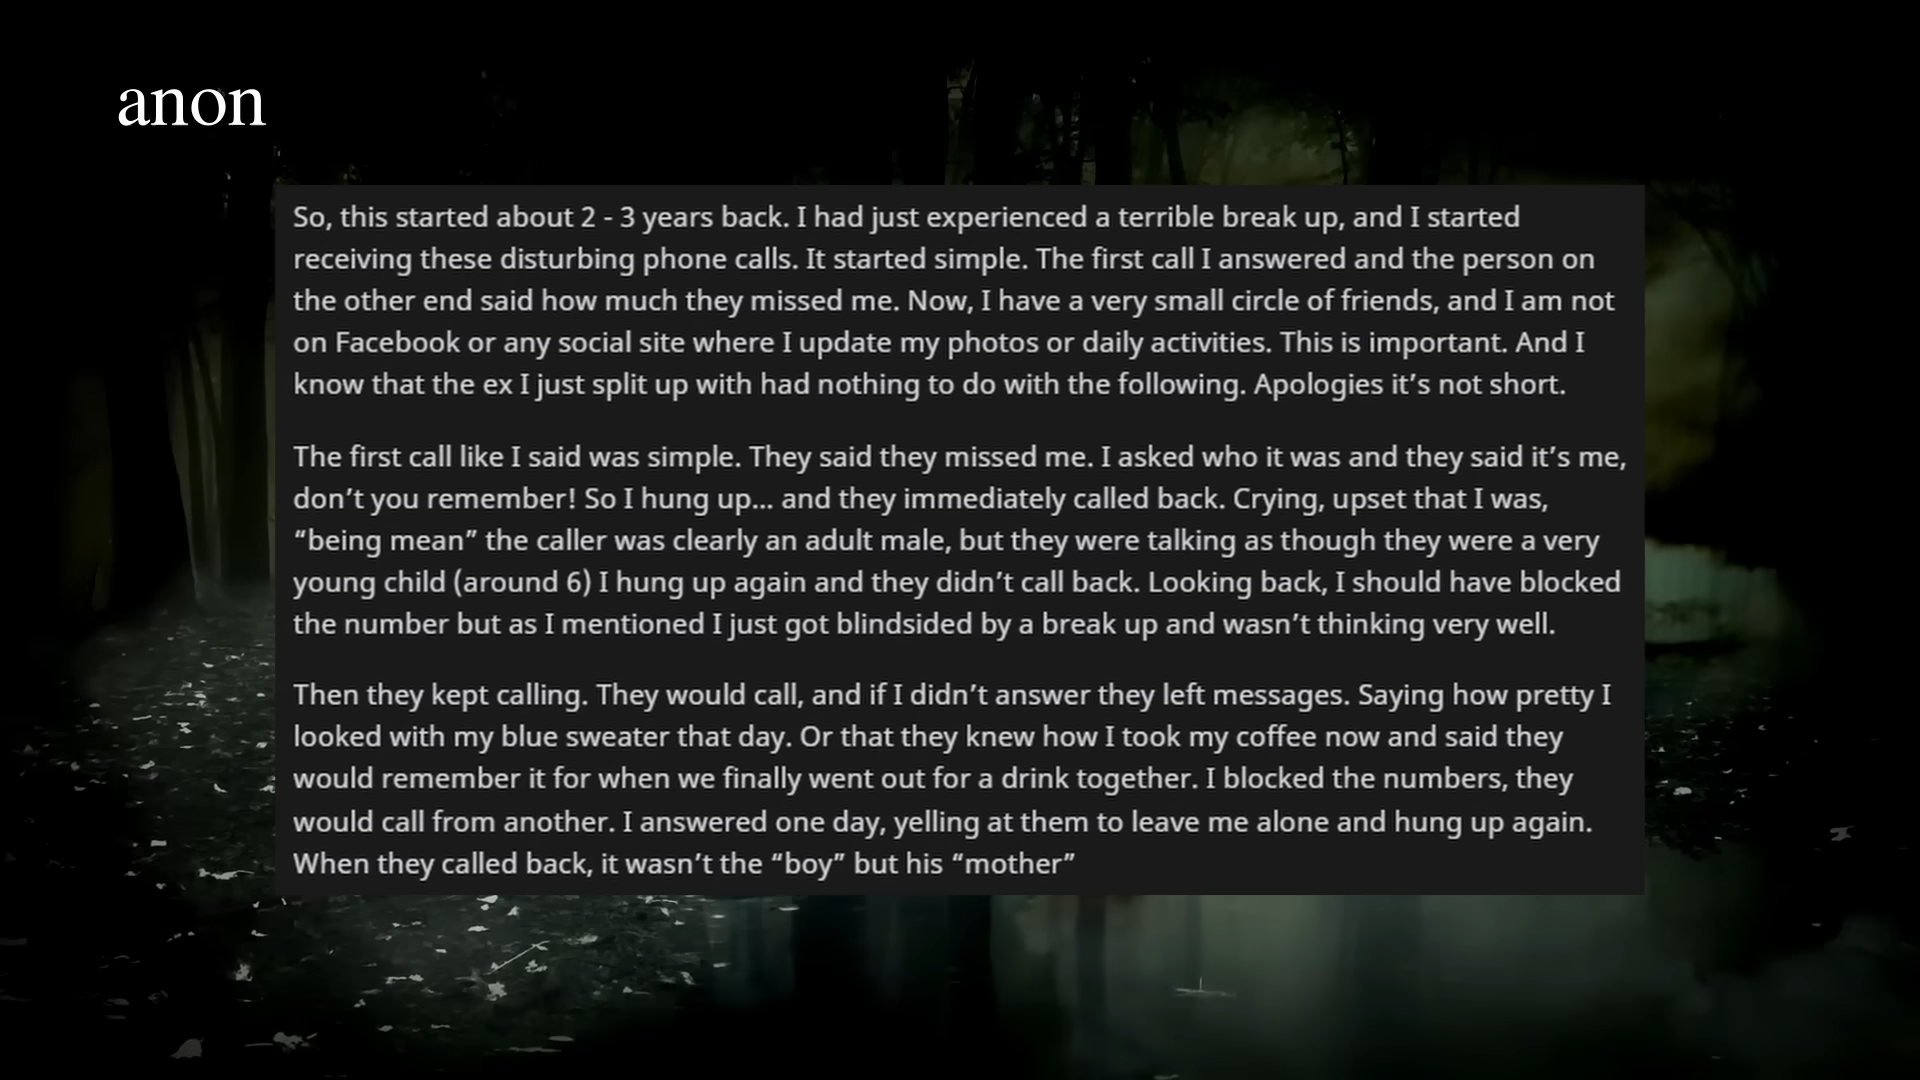 anon
So, this started about 2 - 3 years back. I had just experienced a terrible break up, and I started
receiving these disturbing phone calls. It started simple. The first call I answered and the person on
the other end said how much they missed me. Now, I have a very small circle of friends, and I am not
on Facebook or any social site where I update my photos or daily activities. This is important. And I
know that the ex I just split up with had nothing to do with the following. Apologies it’s not short.
The first call like I said was simple. They said they missed me. I asked who it was and they said it’s me,
don’t you remember! So I hung up... and they immediately called back. Crying, upset that I was,
“being mean” the caller was clearly an adult male, but they were talking as though they were a very
young child (around 6) I hung up again and they didn’t call back. Looking back, I should have blocked
the number but as I mentioned I just got blindsided by a break up and wasn’t thinking very well.
Then they kept calling. They would call, and if I didn’t answer they left messages. Saying how pretty I
looked with my blue sweater that day. Or that they knew how I took my coffee now and said they
would remember it for when we finally went out for a drink together. I blocked the numbers, they
would call from another. I answered one day, yelling at them to leave me alone and hung up again.
When they called back, it wasn’t the “boy” but his “mother”